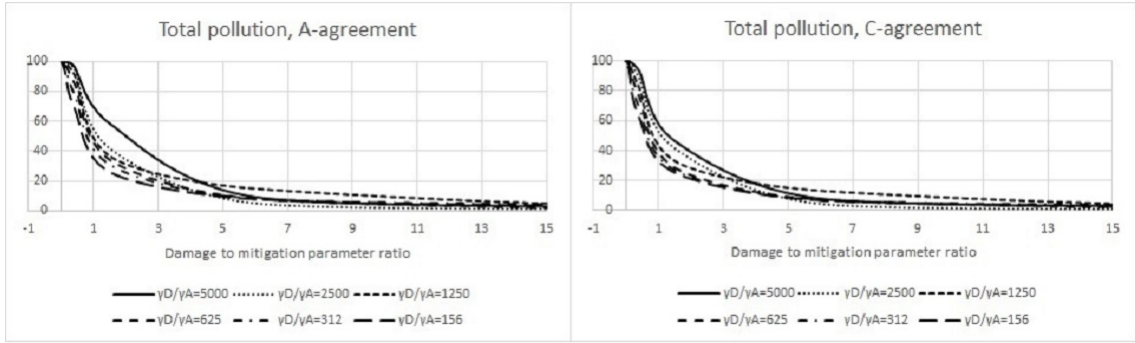 Total pollution, A-agreement
100
80
60
40
20
0
-1 1 3 5 7 9 11 13 15
Damage to mitigation parameter ratio
γD/γA=5000 γD/γA=2500 γD/γA=1250
γD/γA=625 γD/γA=312 γD/γA=156
Total pollution, C-agreement
100
80
60
40
20
0
-1 1 3 5 7 9 11 13 15
Damage to mitigation parameter ratio
γD/γA=5000 γD/γA=2500 γD/γA=1250
γD/γA=625 γD/γA=312 γD/γA=156